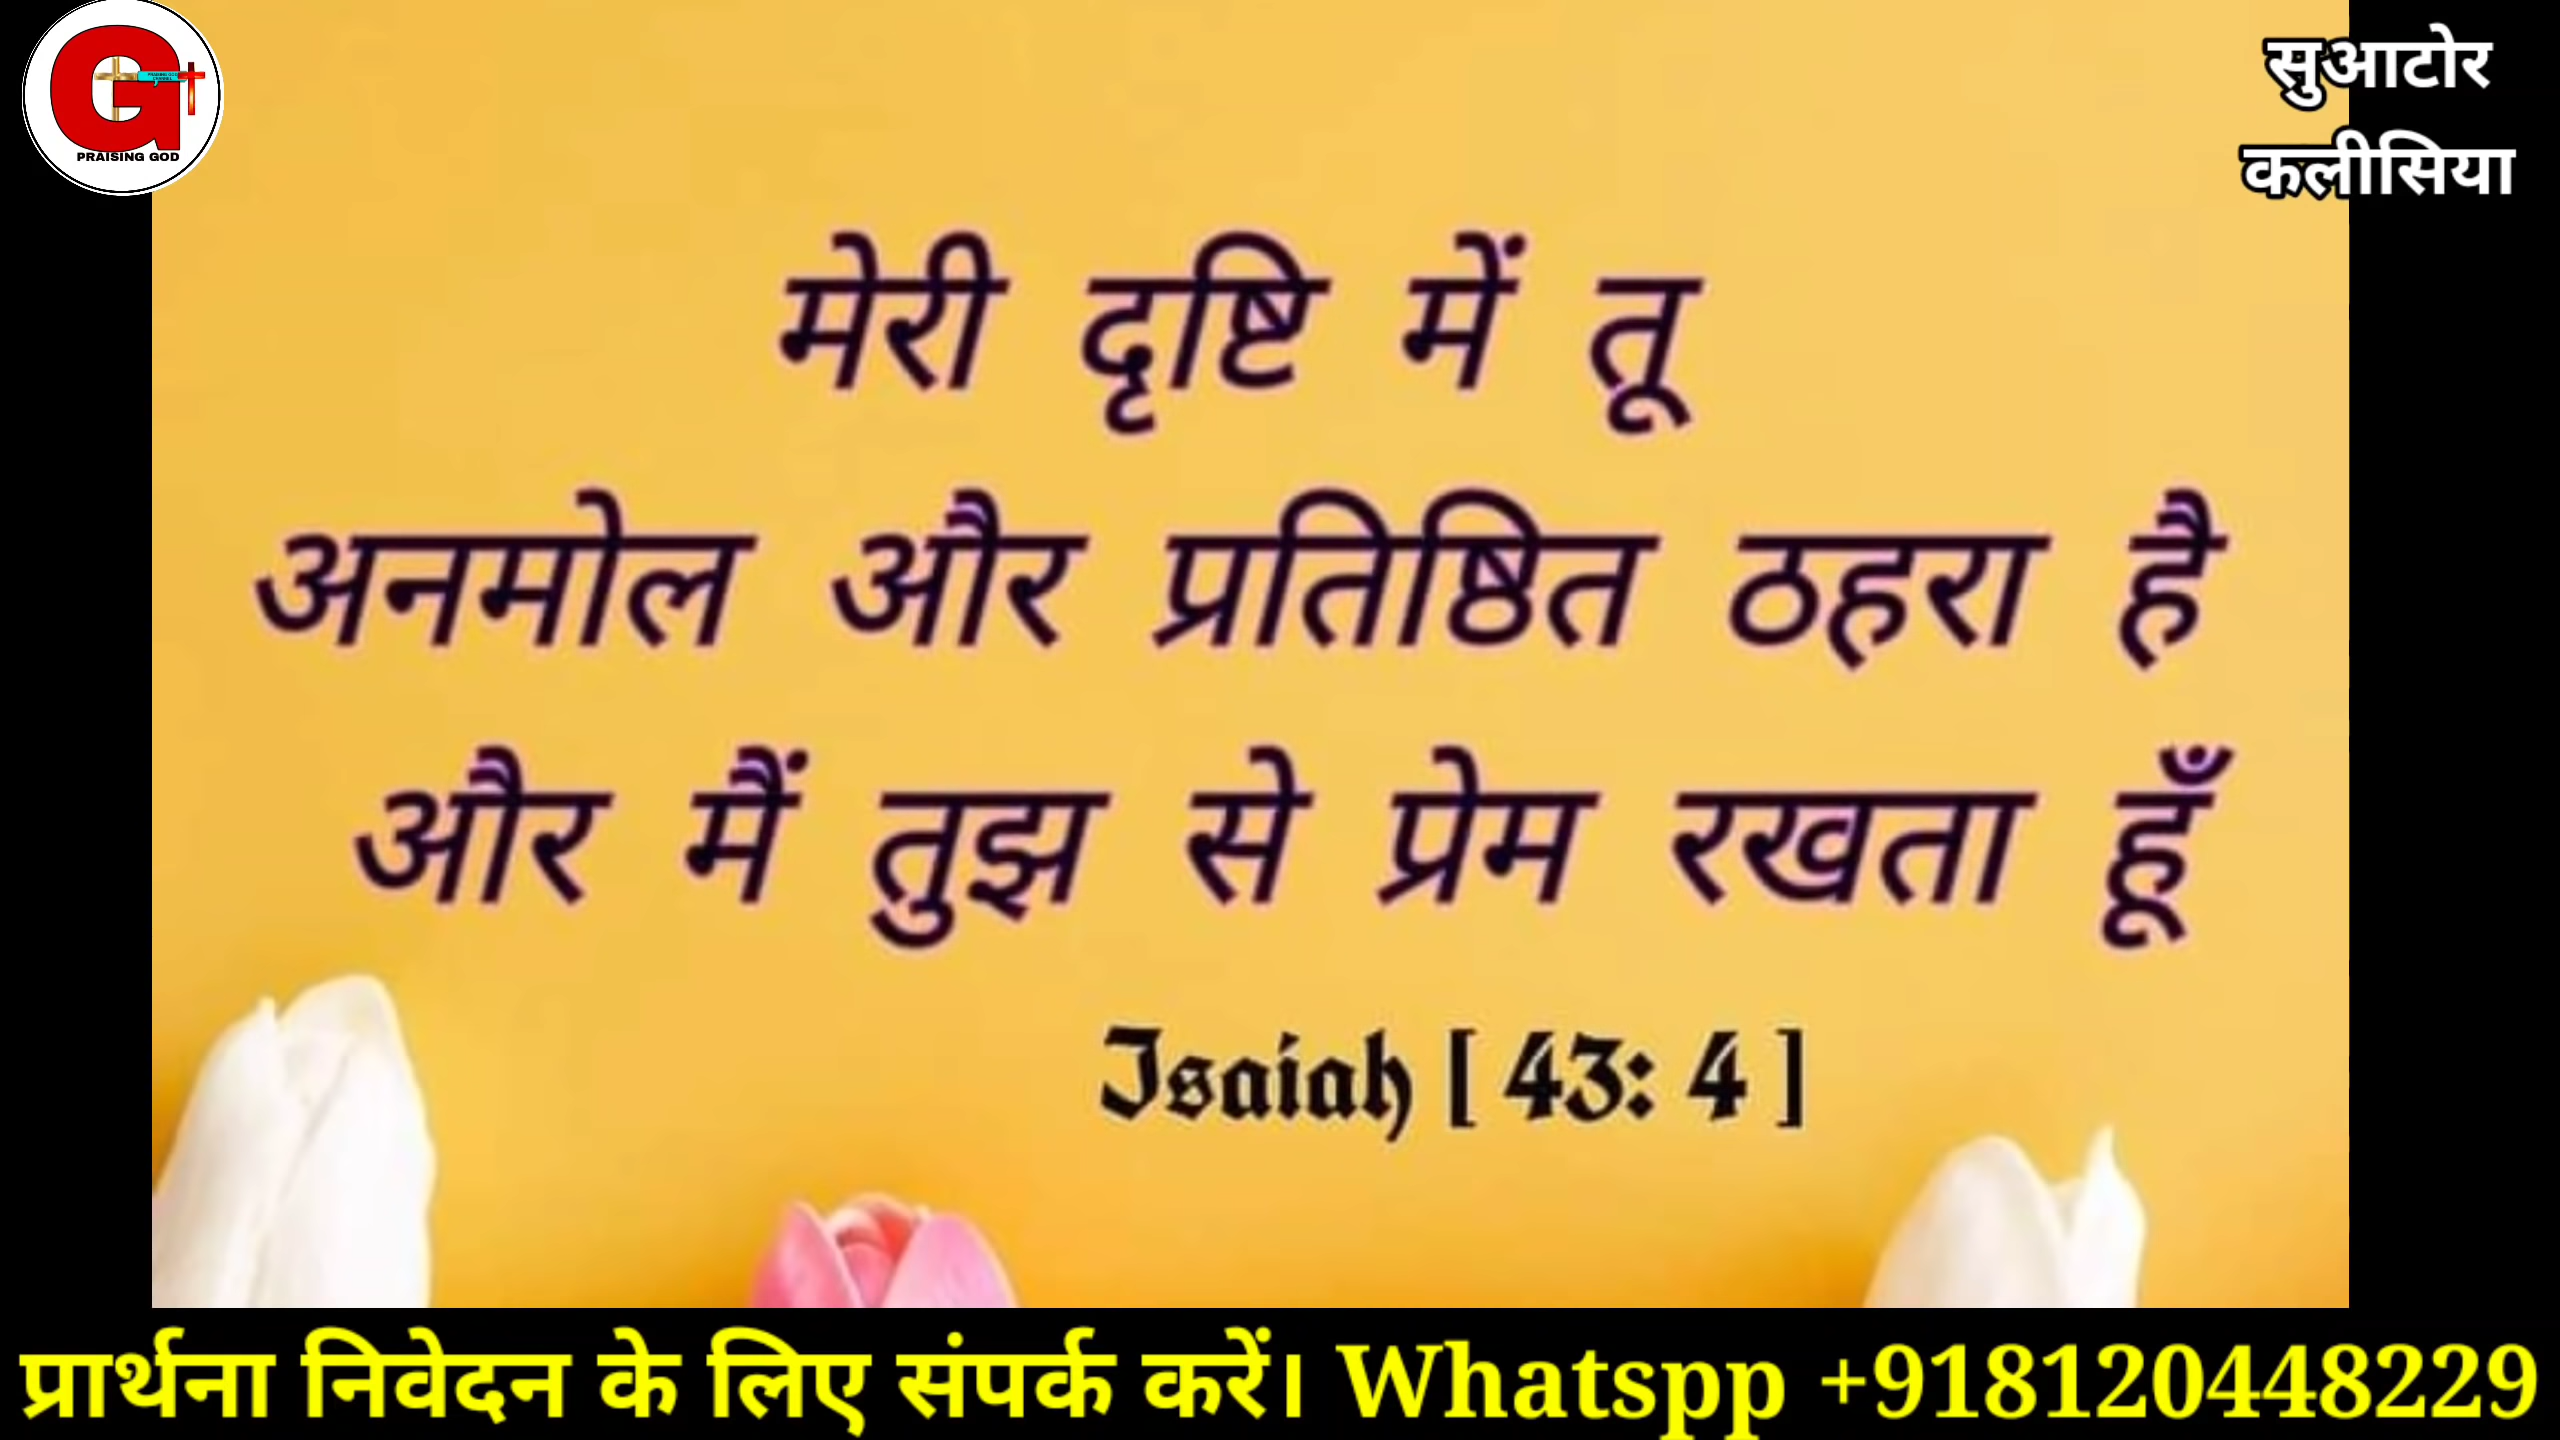 PRAISING GOD
सुआटोर
कलीसिया
मेरी दृष्टि में तू
अनमोल और प्रतिष्ठित ठहरा है
और मैं तुझ से प्रेम रखता हूँ
Isaiah [ 43: 4 ]
प्रार्थना निवेदन के लिए संपर्क करें। Whatspp +918120448229